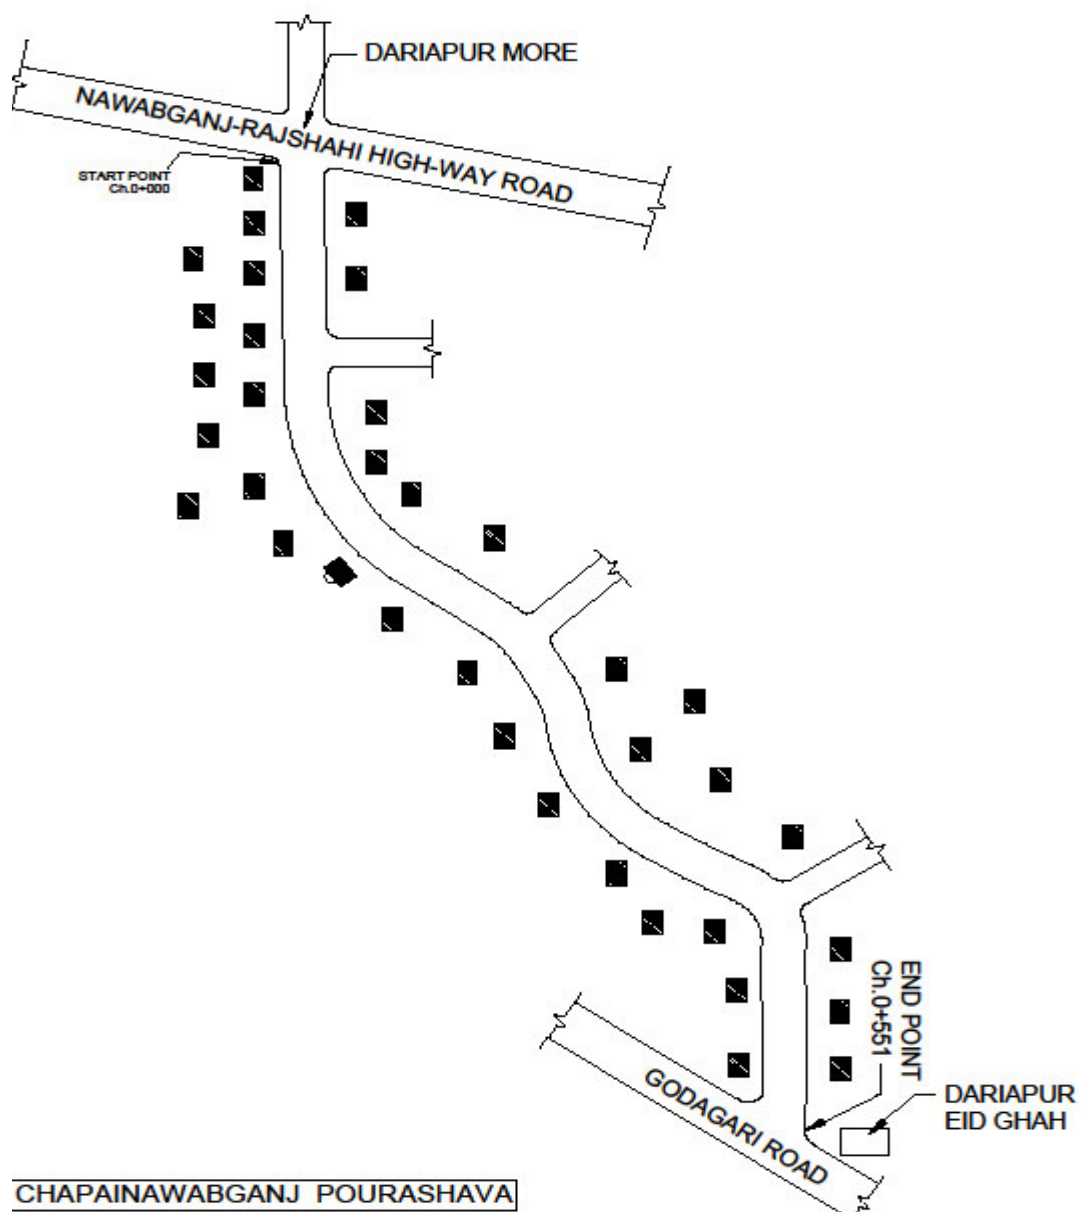 DARIAPUR MORE
NAWABGANJ-RAJSHAHI HIGH-WAY ROAD
START POINT
Ch.0+000
END POINT
Ch.0+551
GODAGARI ROAD
DARIAPUR
EID GHAH
CHAPAINAWABGANJ POURASHAVA